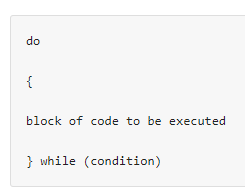 do
{
block of code to be executed
} while (condition)